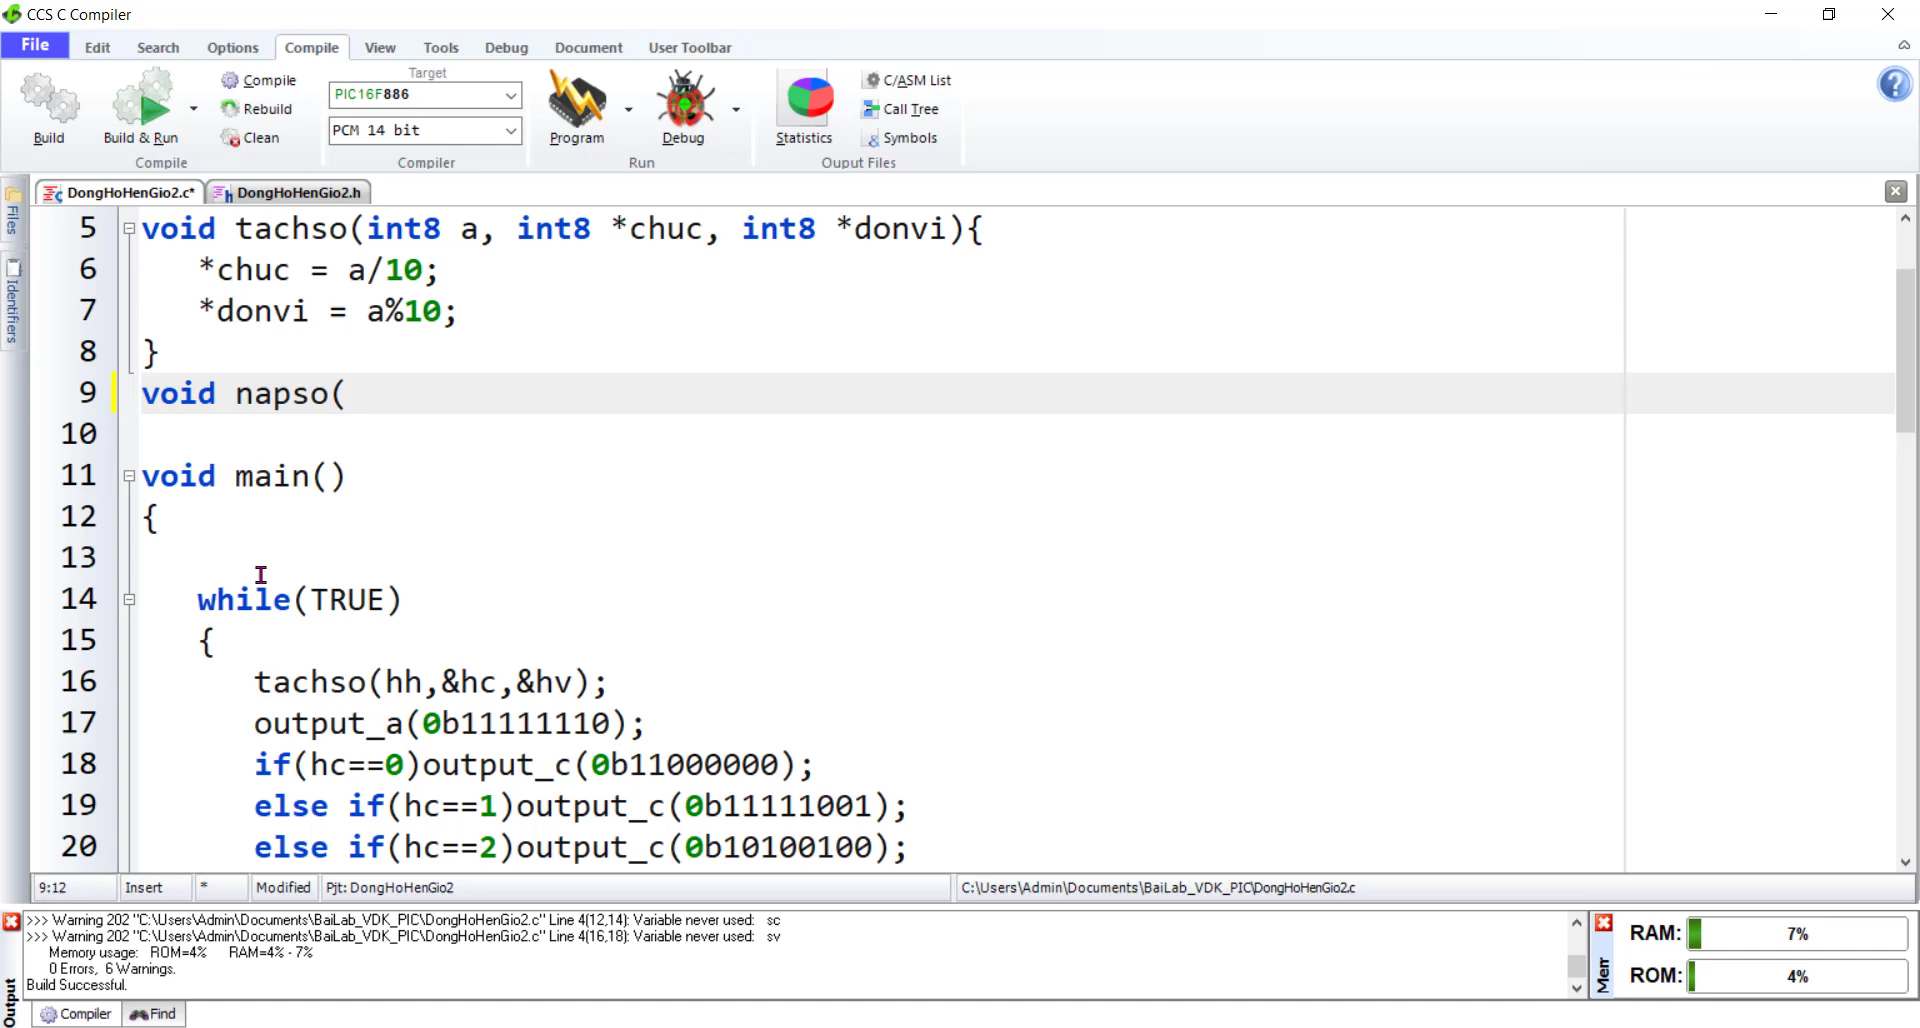 CCS C Compiler
File Edit Search Options Compile View Tools Debug Document User Toolbar
Build
Build & Run
Compile
Rebuild
Clean
Compile
Target
PIC16F886
PCM 14 bit
Compiler
Program
Debug
Run
Statistics
C/ASM List
Call Tree
Symbols
Ouput Files
DongHoHenGio2.c* DongHoHenGio2.h
Files
Identifiers
5 void tachso(int8 a, int8 *chuc, int8 *donvi){
6 *chuc = a/10;
7 *donvi = a%10;
8 }
9 void napso(
10
11 void main()
12 {
13
14 while(TRUE)
15 {
16 tachso(hh,&hc,&hv);
17 output_a(0b11111110);
18 if(hc==0)output_c(0b11000000);
19 else if(hc==1)output_c(0b11111001);
20 else if(hc==2)output_c(0b10100100);
9:12 Insert * Modified Pjt: DongHoHenGio2 C:\Users\Admin\Documents\BaiLab_VDK_PIC\DongHoHenGio2.c
>>> Warning 202 "C:\Users\Admin\Documents\BaiLab_VDK_PIC\DongHoHenGio2.c" Line 4(12,14): Variable never used: sc
>>> Warning 202 "C:\Users\Admin\Documents\BaiLab_VDK_PIC\DongHoHenGio2.c" Line 4(16,18): Variable never used: sv
Memory usage: ROM=4% RAM=4% - 7%
0 Errors, 6 Warnings.
Build Successful.
Output
Compiler Find
Merr
RAM: 7%
ROM: 4%